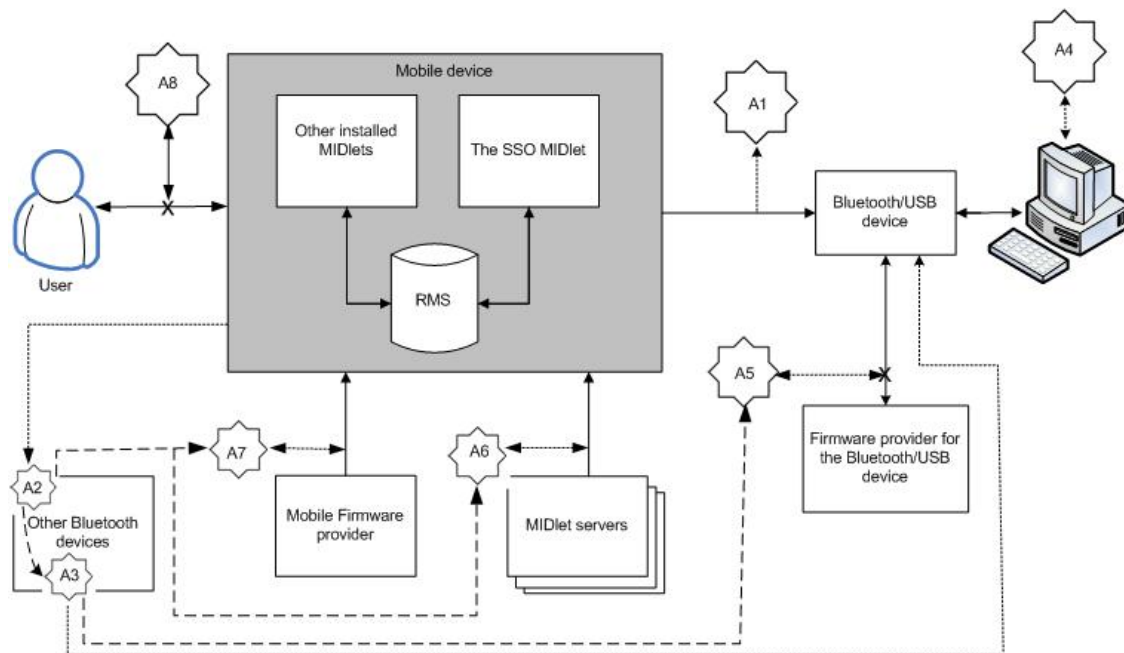 A8
Mobile device
A1
A4
Other installed
MIDlets
The SSO MIDlet
User
RMS
Bluetooth/USB
device
A5
A7
A6
Firmware provider for
the Bluetooth/USB
device
A2
Other Bluetooth
devices
A3
Mobile Firmware
provider
MIDlet servers